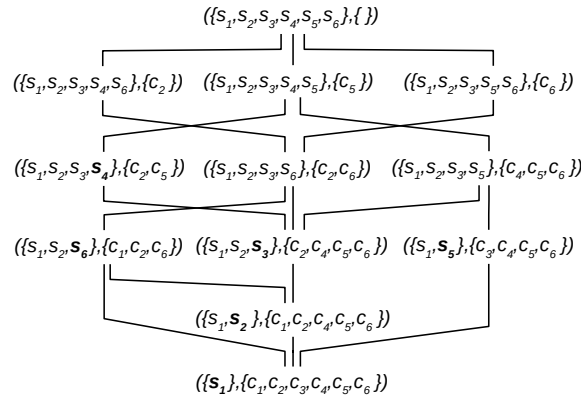 ({s₁,s₂,s₃,s₄,s₅,s₆},{ })
({s₁,s₂,s₃,s₄,s₆},{c₂ }) ({s₁,s₂,s₃,s₄,s₅},{c₅ }) ({s₁,s₂,s₃,s₅,s₆},{c₆ })
({s₁,s₂,s₃,s₄},{c₂,c₅ }) ({s₁,s₂,s₃,s₆},{c₂,c₆ }) ({s₁,s₂,s₃,s₅},{c₄,c₅,c₆ })
({s₁,s₂,s₆},{c₁,c₂,c₆ }) ({s₁,s₂,s₃},{c₂,c₄,c₅,c₆ }) ({s₁,s₅},{c₃,c₄,c₅,c₆ })
({s₁,s₂},{c₁,c₂,c₄,c₅,c₆ })
({s₁},{c₁,c₂,c₃,c₄,c₅,c₆ })